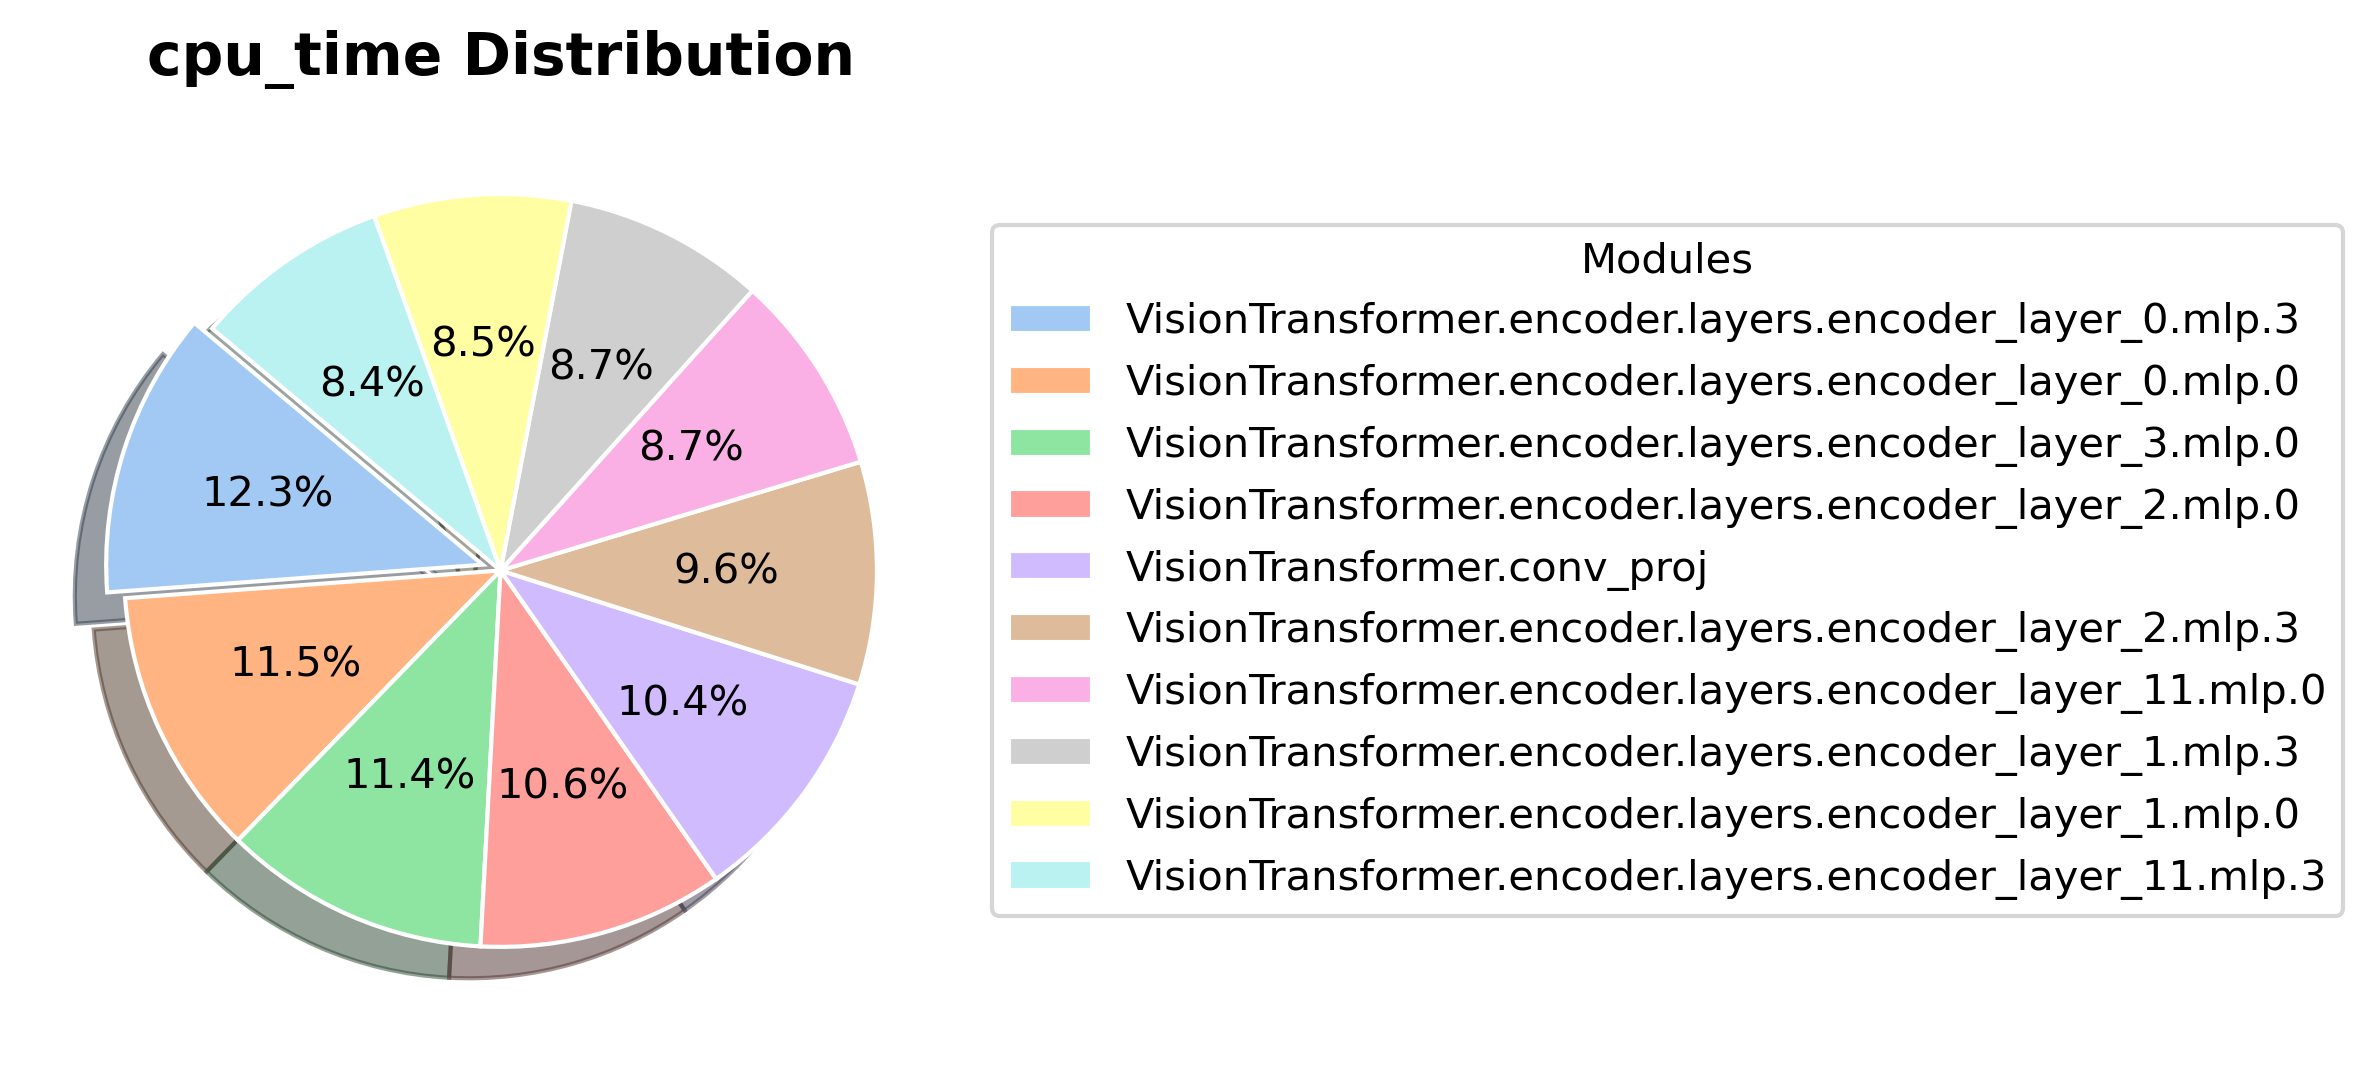 cpu_time Distribution
8.5%
8.7%
8.4%
8.7%
12.3%
9.6%
11.5%
10.4%
11.4%
10.6%
Modules
VisionTransformer.encoder.layers.encoder_layer_0.mlp.3
VisionTransformer.encoder.layers.encoder_layer_0.mlp.0
VisionTransformer.encoder.layers.encoder_layer_3.mlp.0
VisionTransformer.encoder.layers.encoder_layer_2.mlp.0
VisionTransformer.conv_proj
VisionTransformer.encoder.layers.encoder_layer_2.mlp.3
VisionTransformer.encoder.layers.encoder_layer_11.mlp.0
VisionTransformer.encoder.layers.encoder_layer_1.mlp.3
VisionTransformer.encoder.layers.encoder_layer_1.mlp.0
VisionTransformer.encoder.layers.encoder_layer_11.mlp.3